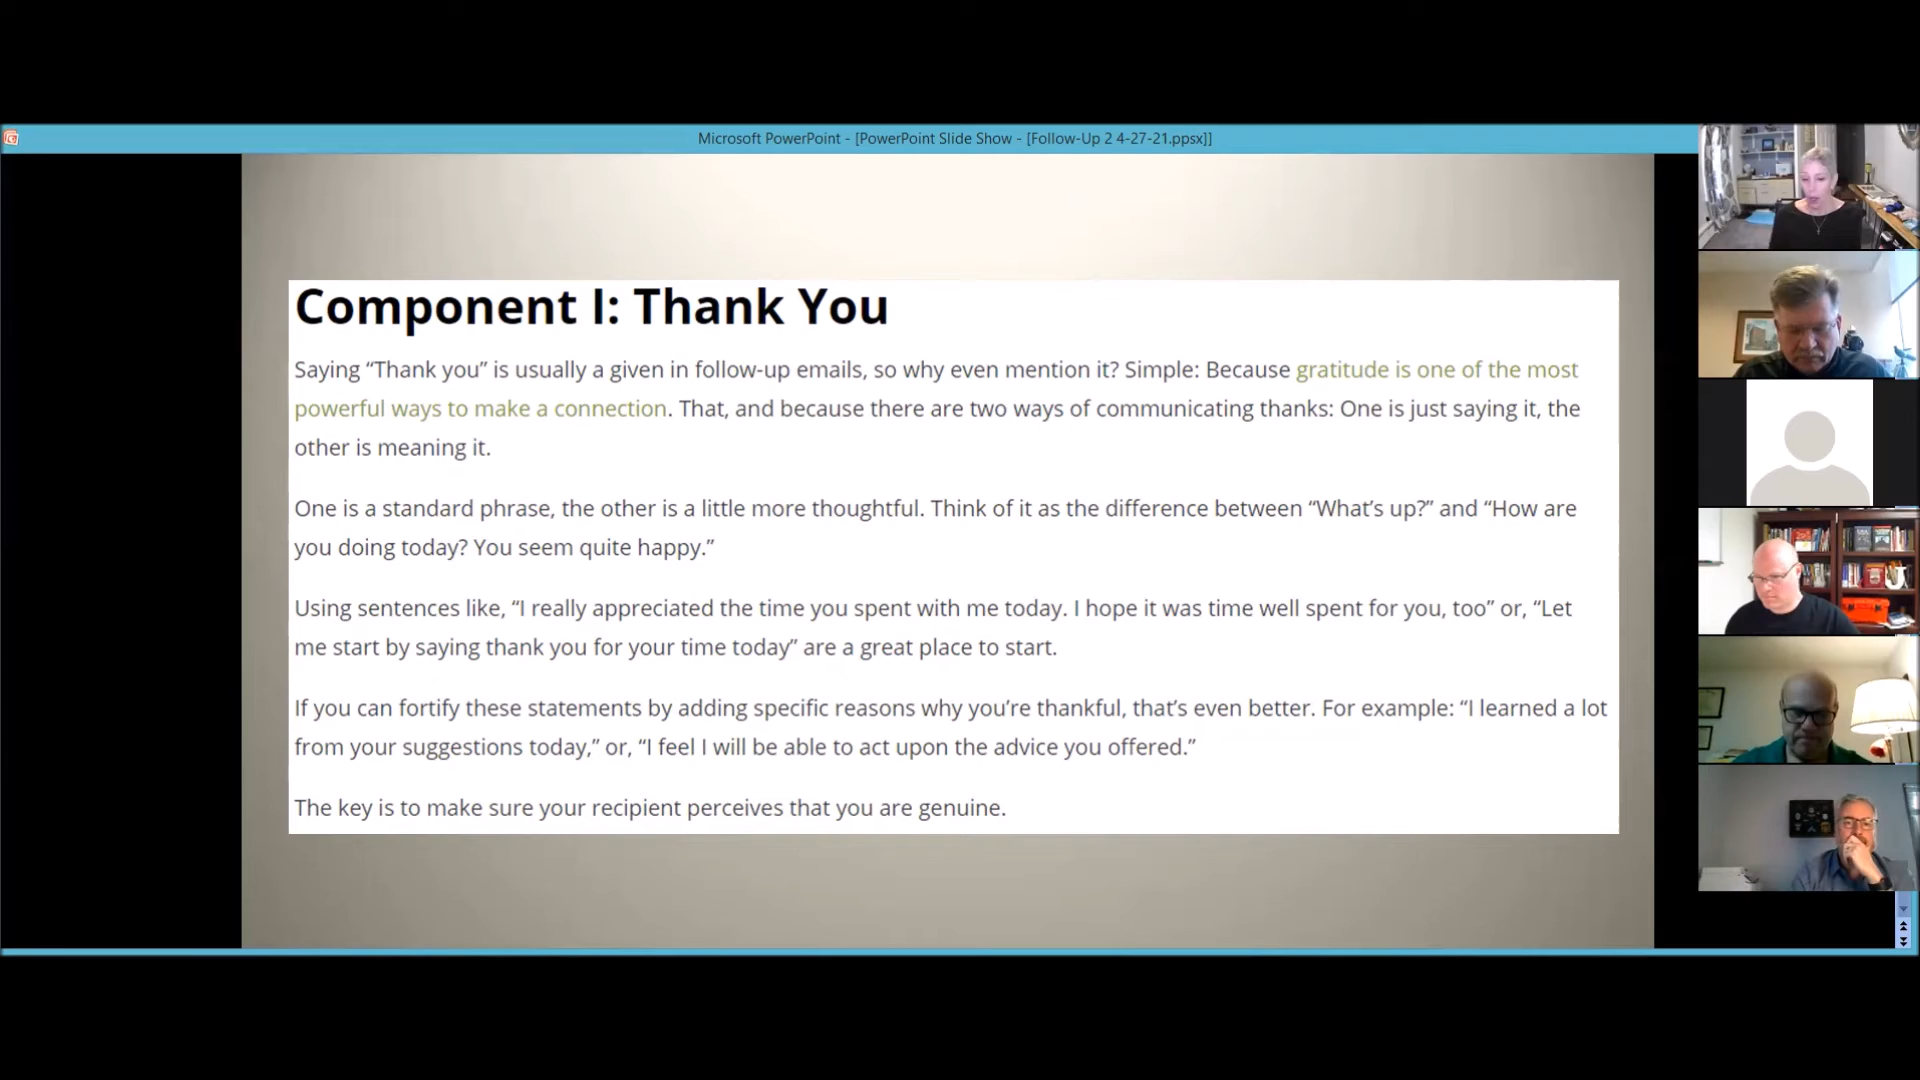 Microsoft PowerPoint - [PowerPoint Slide Show - [Follow-Up 2 4-27-21.ppsx]]
Component I: Thank You
Saying “Thank you” is usually a given in follow-up emails, so why even mention it? Simple: Because gratitude is one of the most
powerful ways to make a connection. That, and because there are two ways of communicating thanks: One is just saying it, the
other is meaning it.
One is a standard phrase, the other is a little more thoughtful. Think of it as the difference between “What’s up?” and “How are
you doing today? You seem quite happy.”
Using sentences like, “I really appreciated the time you spent with me today. I hope it was time well spent for you, too” or, “Let
me start by saying thank you for your time today” are a great place to start.
If you can fortify these statements by adding specific reasons why you’re thankful, that’s even better. For example: “I learned a lot
from your suggestions today,” or, “I feel I will be able to act upon the advice you offered.”
The key is to make sure your recipient perceives that you are genuine.